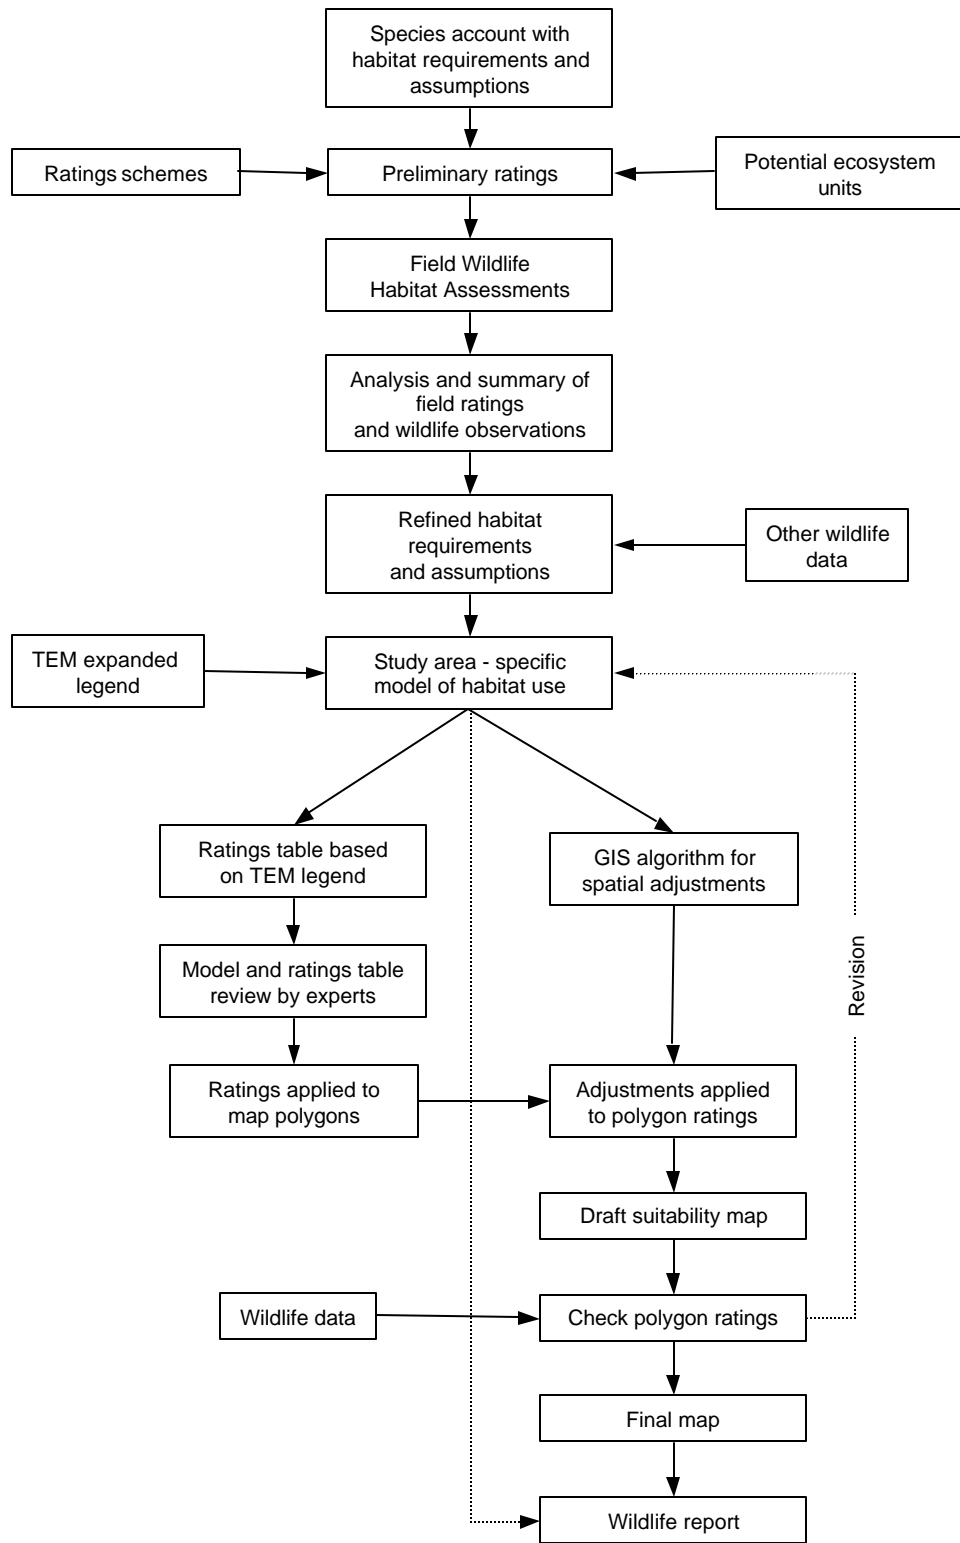 Species account with
habitat requirements and
assumptions
Ratings schemes
Preliminary ratings
Potential ecosystem
units
Field Wildlife
Habitat Assessments
Analysis and summary of
field ratings
and wildlife observations
Refined habitat
requirements
and assumptions
Other wildlife
data
TEM expanded
legend
Study area - specific
model of habitat use
Ratings table based
on TEM legend
GIS algorithm for
spatial adjustments
Model and ratings table
review by experts
Revision
Ratings applied to
map polygons
Adjustments applied
to polygon ratings
Draft suitability map
Wildlife data
Check polygon ratings
Final map
Wildlife report